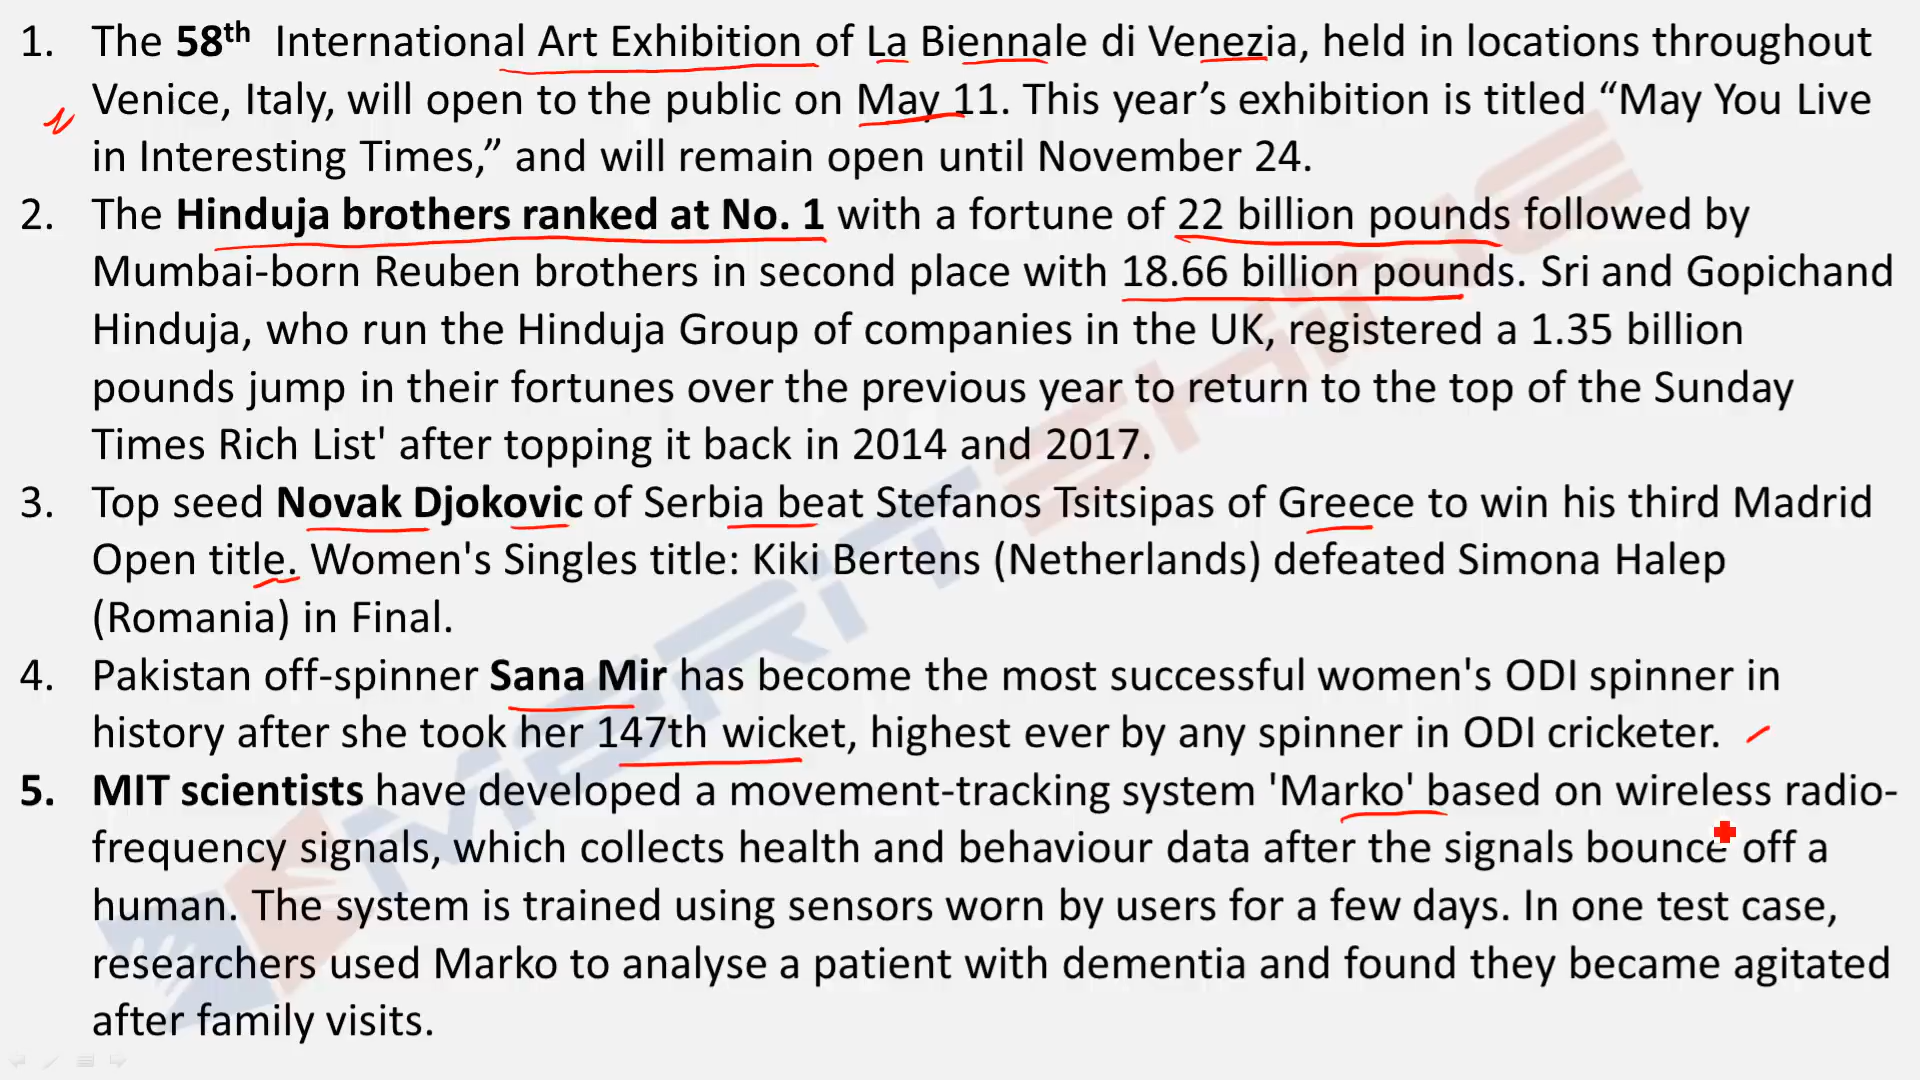 1. The 58th International Art Exhibition of La Biennale di Venezia, held in locations throughout
Venice, Italy, will open to the public on May 11. This year’s exhibition is titled “May You Live
in Interesting Times,” and will remain open until November 24.
2. The Hinduja brothers ranked at No. 1 with a fortune of 22 billion pounds followed by
Mumbai-born Reuben brothers in second place with 18.66 billion pounds. Sri and Gopichand
Hinduja, who run the Hinduja Group of companies in the UK, registered a 1.35 billion
pounds jump in their fortunes over the previous year to return to the top of the Sunday
Times Rich List' after topping it back in 2014 and 2017.
3. Top seed Novak Djokovic of Serbia beat Stefanos Tsitsipas of Greece to win his third Madrid
Open title. Women's Singles title: Kiki Bertens (Netherlands) defeated Simona Halep
(Romania) in Final.
4. Pakistan off-spinner Sana Mir has become the most successful women's ODI spinner in
history after she took her 147th wicket, highest ever by any spinner in ODI cricketer.
5. MIT scientists have developed a movement-tracking system 'Marko' based on wireless radio-
frequency signals, which collects health and behaviour data after the signals bounce off a
human. The system is trained using sensors worn by users for a few days. In one test case,
researchers used Marko to analyse a patient with dementia and found they became agitated
after family visits.
MERITSHINE